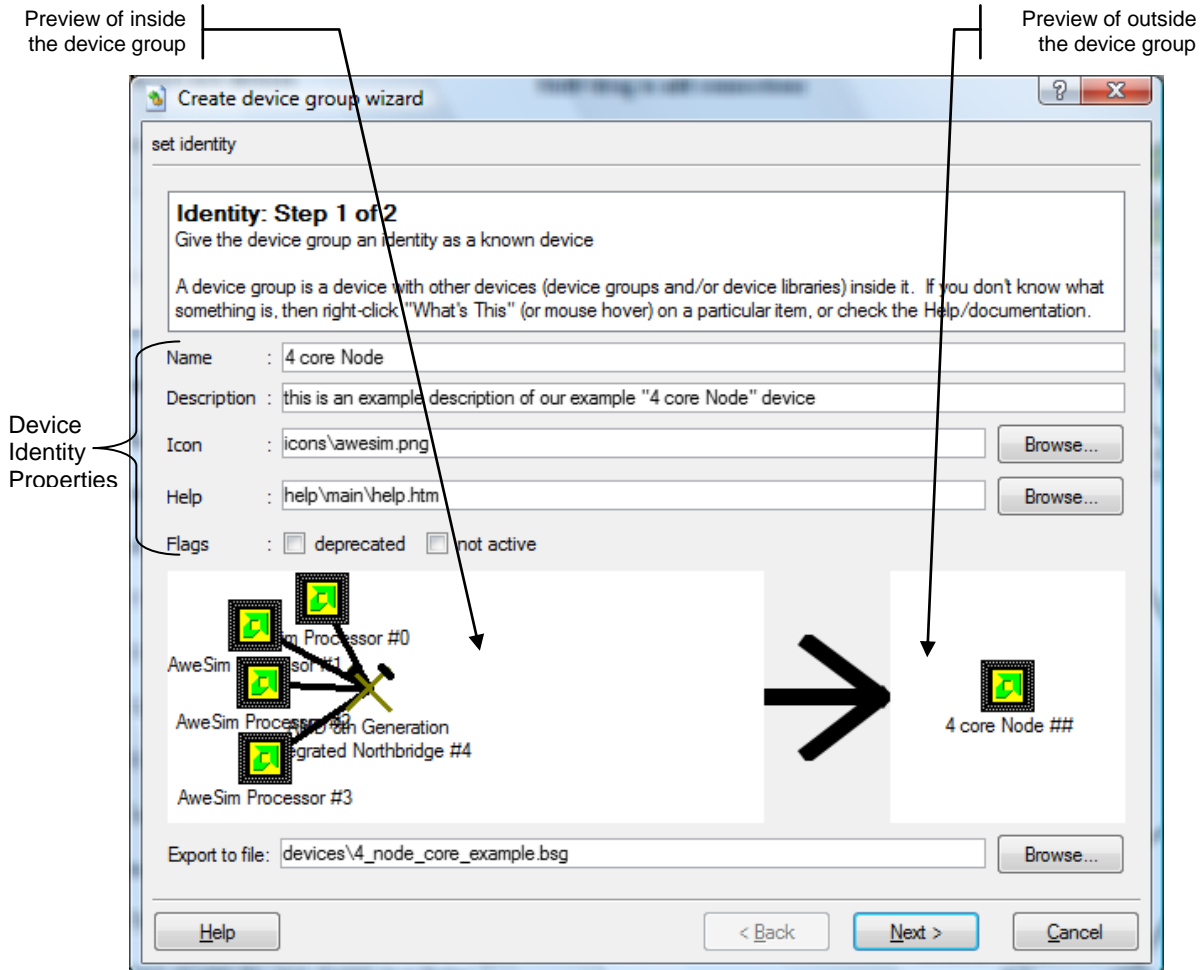 Preview of inside
the device group
Preview of outside
the device group
Create device group wizard
set identity
Identity: Step 1 of 2
Give the device group an identity as a known device
A device group is a device with other devices (device groups and/or device libraries) inside it. If you don't know what
something is, then right-click "What's This" (or mouse hover) on a particular item, or check the Help/documentation.
Device
Identity
Properties
Name : 4 core Node
Description : this is an example description of our example "4 core Node" device
Icon : icons\awesim.png Browse...
Help : help\main\help.htm Browse...
Flags : deprecated not active
Processor #0
AweSim #1
AweSim Processor #2
8th Generation
Northbridge #4
AweSim Processor #3
4 core Node ##
Export to file: devices\4_node_core_example.bsg Browse...
Help < Back Next > Cancel